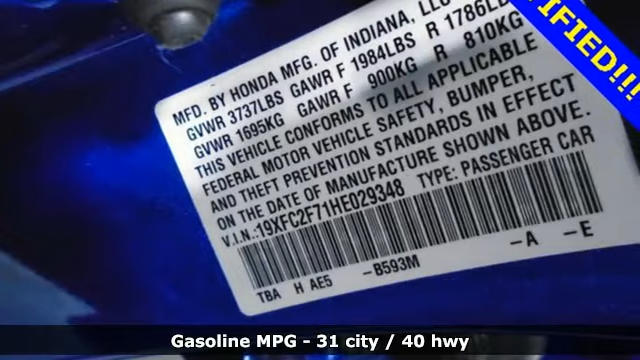 MFD. BY HONDA MFG. OF INDIANA, LLC
GVWR 3737LBS GAWR F 1984LBS R 1786LB
GVWR 1695KG GAWR F 900KG R 810KG
THIS VEHICLE CONFORMS TO ALL APPLICABLE
FEDERAL MOTOR VEHICLE SAFETY, BUMPER,
AND THEFT PREVENTION STANDARDS IN EFFECT
ON THE DATE OF MANUFACTURE SHOWN ABOVE.
V.I.N.:19XFC2F71HE029348 TYPE: PASSENGER CAR
TBA H AE5 -B593M -A -E
TIFIED!!!
Gasoline MPG - 31 city / 40 hwy